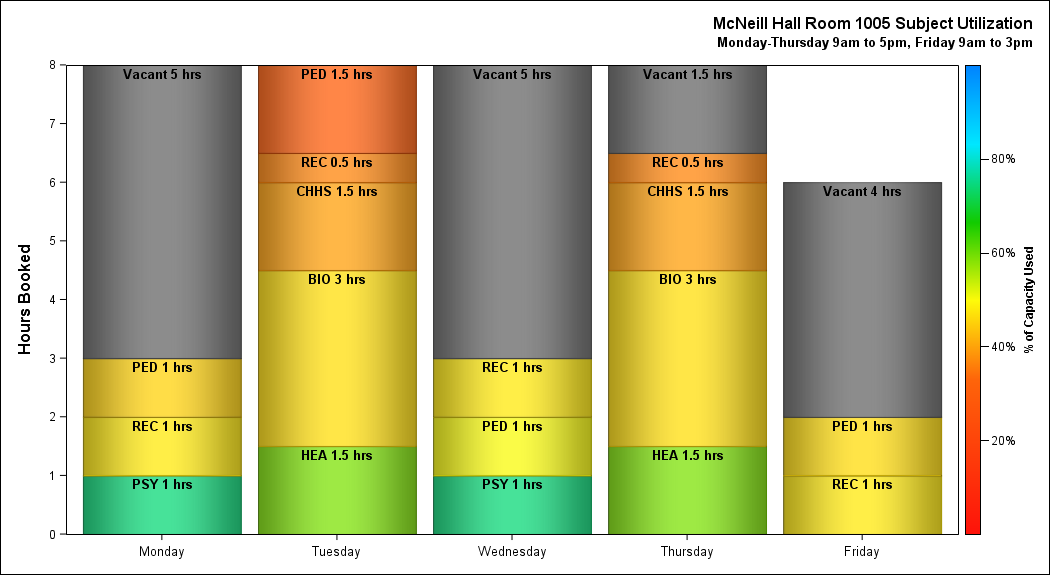 McNeill Hall Room 1005 Subject Utilization
Monday-Thursday 9am to 5pm, Friday 9am to 3pm
Hours Booked
8
7
6
5
4
3
2
1
0
Vacant 5 hrs
PED 1 hrs
REC 1 hrs
PSY 1 hrs
PED 1.5 hrs
REC 0.5 hrs
CHHS 1.5 hrs
BIO 3 hrs
HEA 1.5 hrs
Vacant 5 hrs
REC 1 hrs
PED 1 hrs
PSY 1 hrs
Vacant 1.5 hrs
REC 0.5 hrs
CHHS 1.5 hrs
BIO 3 hrs
HEA 1.5 hrs
Vacant 4 hrs
PED 1 hrs
REC 1 hrs
Monday
Tuesday
Wednesday
Thursday
Friday
80%
60%
40%
20%
% of Capacity Used